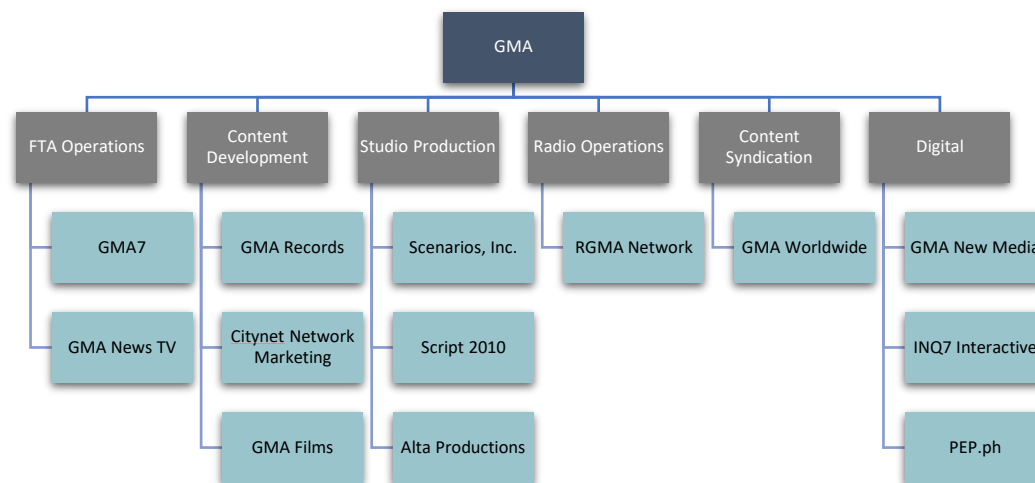 GMA
FTA Operations
Content
Development
Studio Production
Radio Operations
Content
Syndication
Digital
GMA7
GMA Records
Scenarios, Inc.
RGMA Network
GMA Worldwide
GMA New Media
GMA News TV
Citynet Network
Marketing
Script 2010
INQ7 Interactive
GMA Films
Alta Productions
PEP.ph